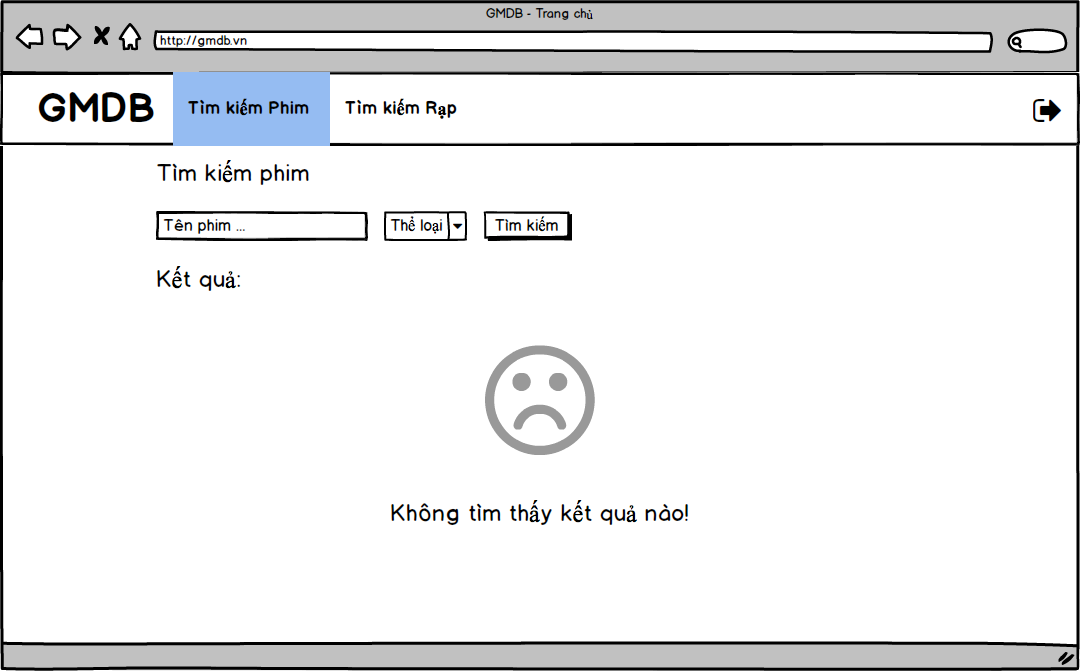 GMDB - Trang chủ
http://gmdb.vn
GMDB Tìm kiếm Phim Tìm kiếm Rạp
Tìm kiếm phim
Tên phim ... Thể loại Tìm kiếm
Kết quả:
Không tìm thấy kết quả nào!